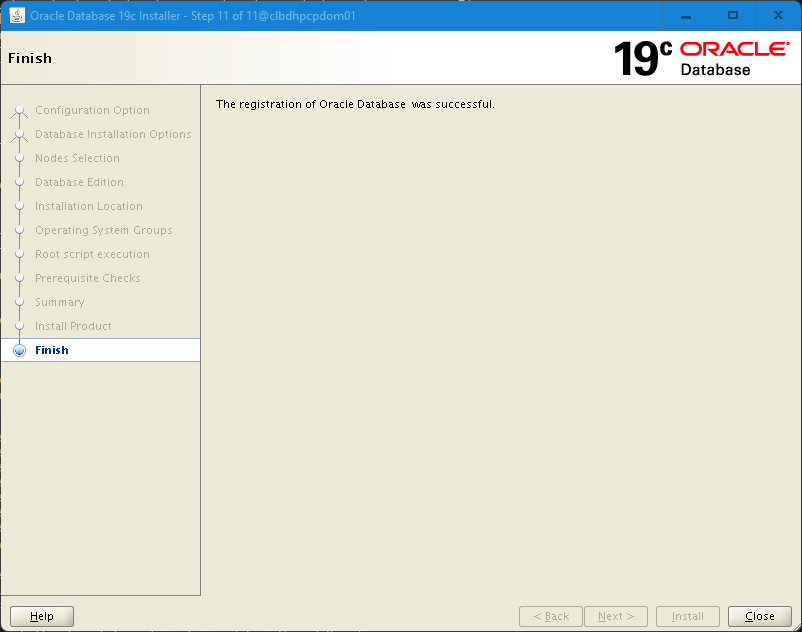 Oracle Database 19c Installer - Step 11 of 11@clbdhpcpdom01
Finish
19c ORACLE®
Database
Configuration Option
Database Installation Options
Nodes Selection
Database Edition
Installation Location
Operating System Groups
Root script execution
Prerequisite Checks
Summary
Install Product
Finish
The registration of Oracle Database was successful.
Help
< Back
Next >
Install
Close